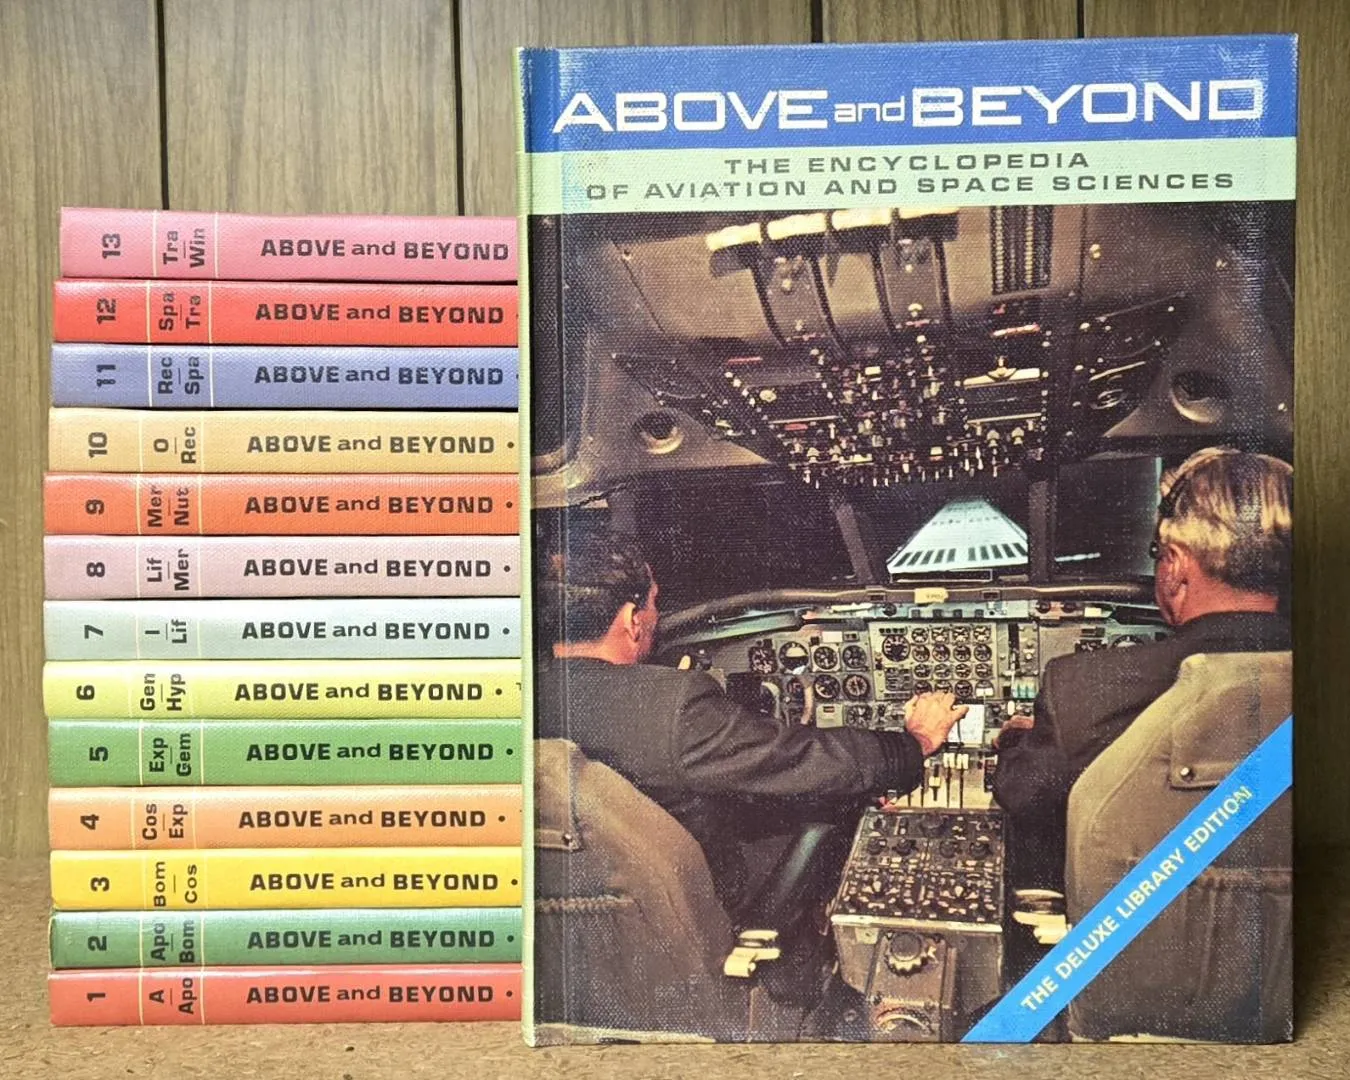 ABOVE and BEYOND
THE ENCYCLOPEDIA
OF AVIATION AND SPACE SCIENCES
THE DELUXE LIBRARY EDITION
13
Tra
Win
ABOVE and BEYOND
12
Spa
Tra
ABOVE and BEYOND •
11
Rec
Spa
ABOVE and BEYOND •
10
O
Rec
ABOVE and BEYOND •
9
Mer
Nut
ABOVE and BEYOND •
8
Lif
Mer
ABOVE and BEYOND •
7
I
Lif
ABOVE and BEYOND •
6
Gen
Hyp
ABOVE and BEYOND •
5
Exp
Gem
ABOVE and BEYOND •
4
Cos
Exp
ABOVE and BEYOND •
3
Bom
Cos
ABOVE and BEYOND •
2
Apo
Bom
ABOVE and BEYOND •
1
A
Apo
ABOVE and BEYOND •